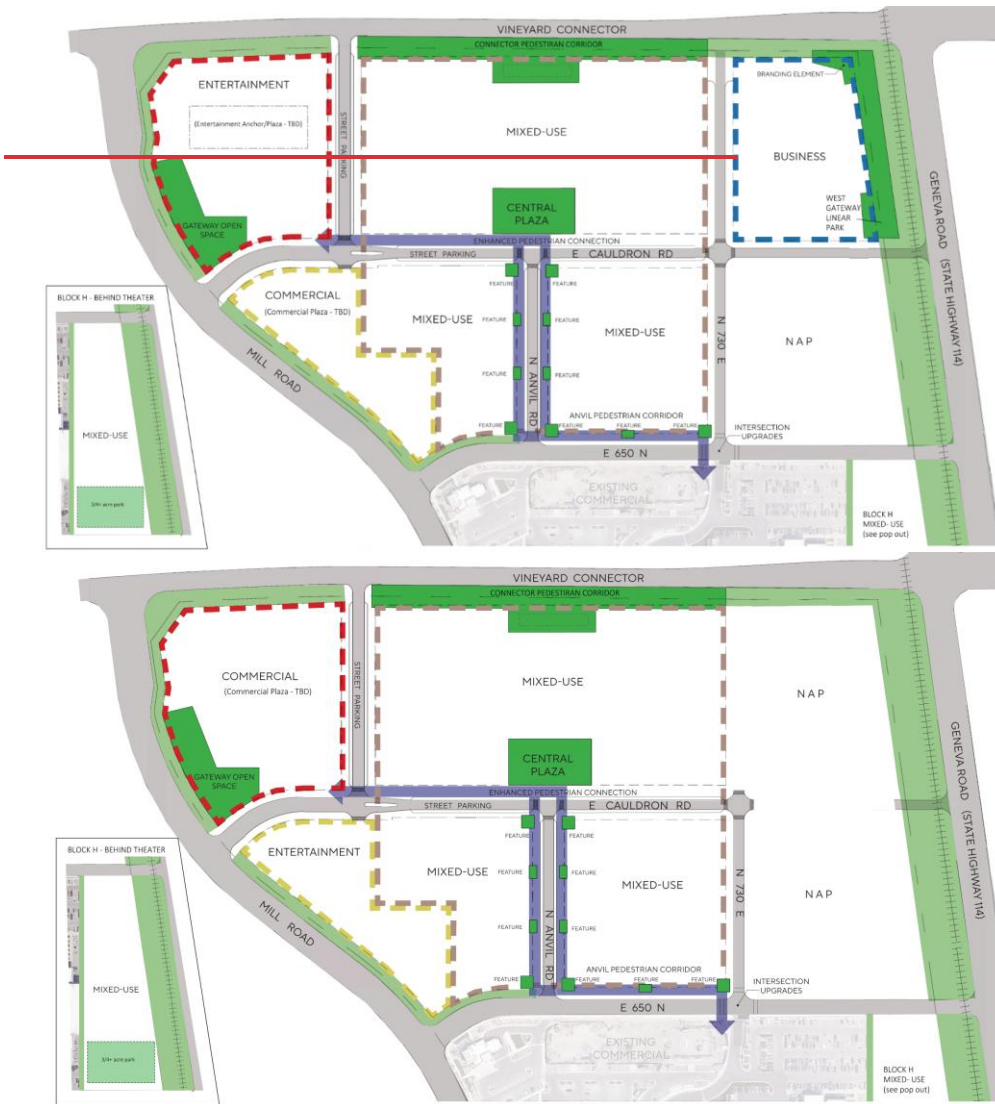 VINEYARD CONNECTOR
CONNECTOR PEDESTIRAN CORRIDOR
BRANDING ELEMENT
ENTERTAINMENT
(Entertainment Anchor/Plaza - TBD)
STREET PARKING
MIXED-USE
BUSINESS
CENTRAL
PLAZA
WEST
GATEWAY
LINEAR
PARK
GENEVA ROAD (STATE HIGHWAY 114)
GATEWAY OPEN
SPACE
ENHANCED PEDESTRIAN CONNECTION
STREET PARKING
E CAULDRON RD
FEATURE
FEATURE
COMMERCIAL
(Commercial Plaza - TBD)
MIXED-USE
FEATURE
FEATURE
MIXED-USE
N 730 E
NAP
BLOCK H - BEHIND THEATER
MILL ROAD
FEATURE
FEATURE
N ANVIL RD
ANVIL PEDESTRIAN CORRIDOR
FEATURE
FEATURE
FEATURE
FEATURE
INTERSECTION
UPGRADES
E 650 N
MIXED-USE
3/4+ acre park
EXISTING
COMMERCIAL
BLOCK H
MIXED- USE
(see pop out)
VINEYARD CONNECTOR
CONNECTOR PEDESTIRAN CORRIDOR
COMMERCIAL
(Commercial Plaza - TBD)
STREET PARKING
MIXED-USE
NAP
GENEVA ROAD (STATE HIGHWAY 114)
CENTRAL
PLAZA
GATEWAY OPEN
SPACE
ENHANCED PEDESTRIAN CONNECTION
STREET PARKING
E CAULDRON RD
FEATURE
FEATURE
BLOCK H - BEHIND THEATER
ENTERTAINMENT
MIXED-USE
FEATURE
FEATURE
MIXED-USE
N 730 E
NAP
MILL ROAD
FEATURE
FEATURE
N ANVIL RD
ANVIL PEDESTRIAN CORRIDOR
FEATURE
FEATURE
FEATURE
FEATURE
INTERSECTION
UPGRADES
E 650 N
MIXED-USE
3/4+ acre park
EXISTING
COMMERCIAL
BLOCK H
MIXED- USE
(see pop out)